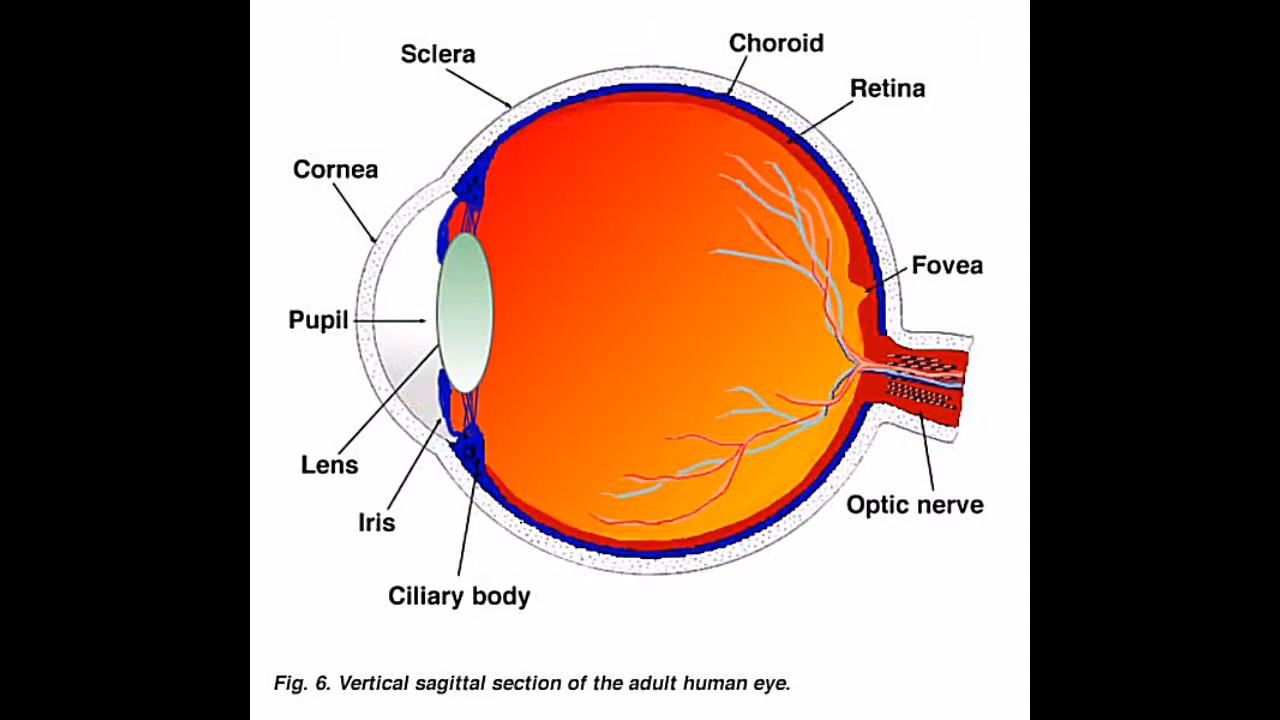 Choroid
Sclera
Retina
Cornea
Fovea
Pupil
Lens
Optic nerve
Iris
Ciliary body
Fig. 6. Vertical sagittal section of the adult human eye.